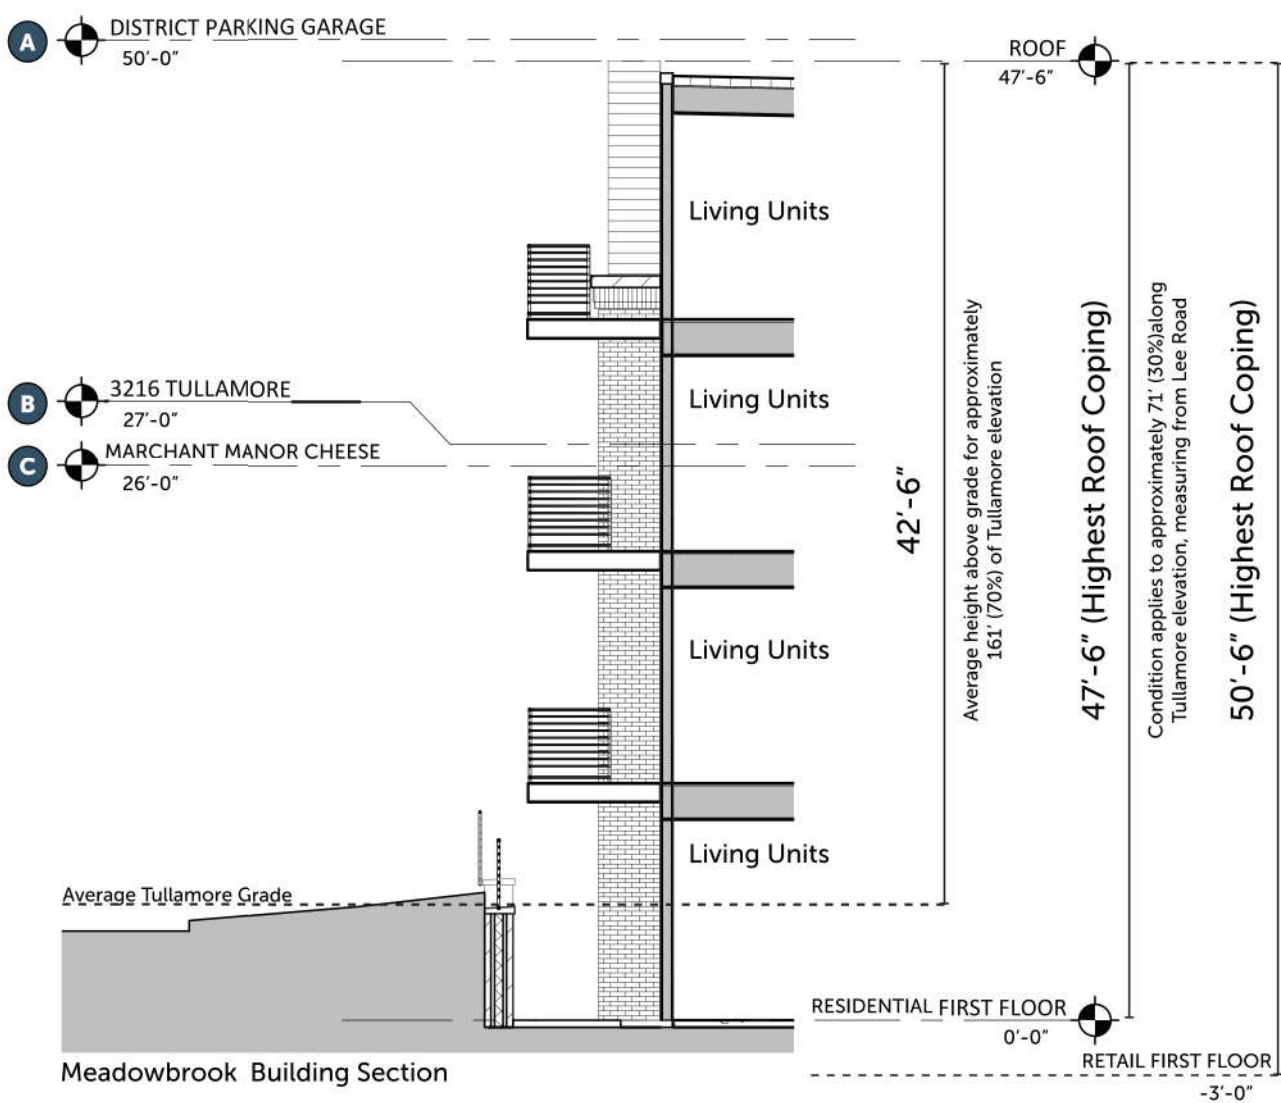 A
DISTRICT PARKING GARAGE
50'-0"
ROOF
47'-6"
Living Units
B
3216 TULLAMORE
27'-0"
Living Units
C
MARCHANT MANOR CHEESE
26'-0"
Living Units
Living Units
42'-6"
Average height above grade for approximately
161' (70%) of Tullamore elevation
47'-6" (Highest Roof Coping)
Condition applies to approximately 71' (30%)along
Tullamore elevation, measuring from Lee Road
50'-6" (Highest Roof Coping)
Average Tullamore Grade
RESIDENTIAL FIRST FLOOR
0'-0"
RETAIL FIRST FLOOR
-3'-0"
Meadowbrook Building Section